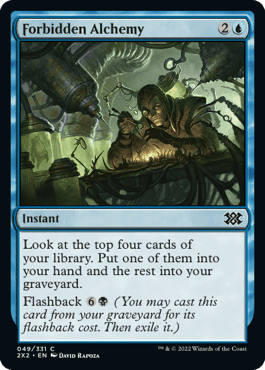 Forbidden Alchemy 2
Instant
Look at the top four cards of
your library. Put one of them into
your hand and the rest into your
graveyard.
Flashback 6 (You may cast this
card from your graveyard for its
flashback cost. Then exile it.)
049/331 C
2X2 • EN DAVID RAPOZA
™ & © 2022 Wizards of the Coast